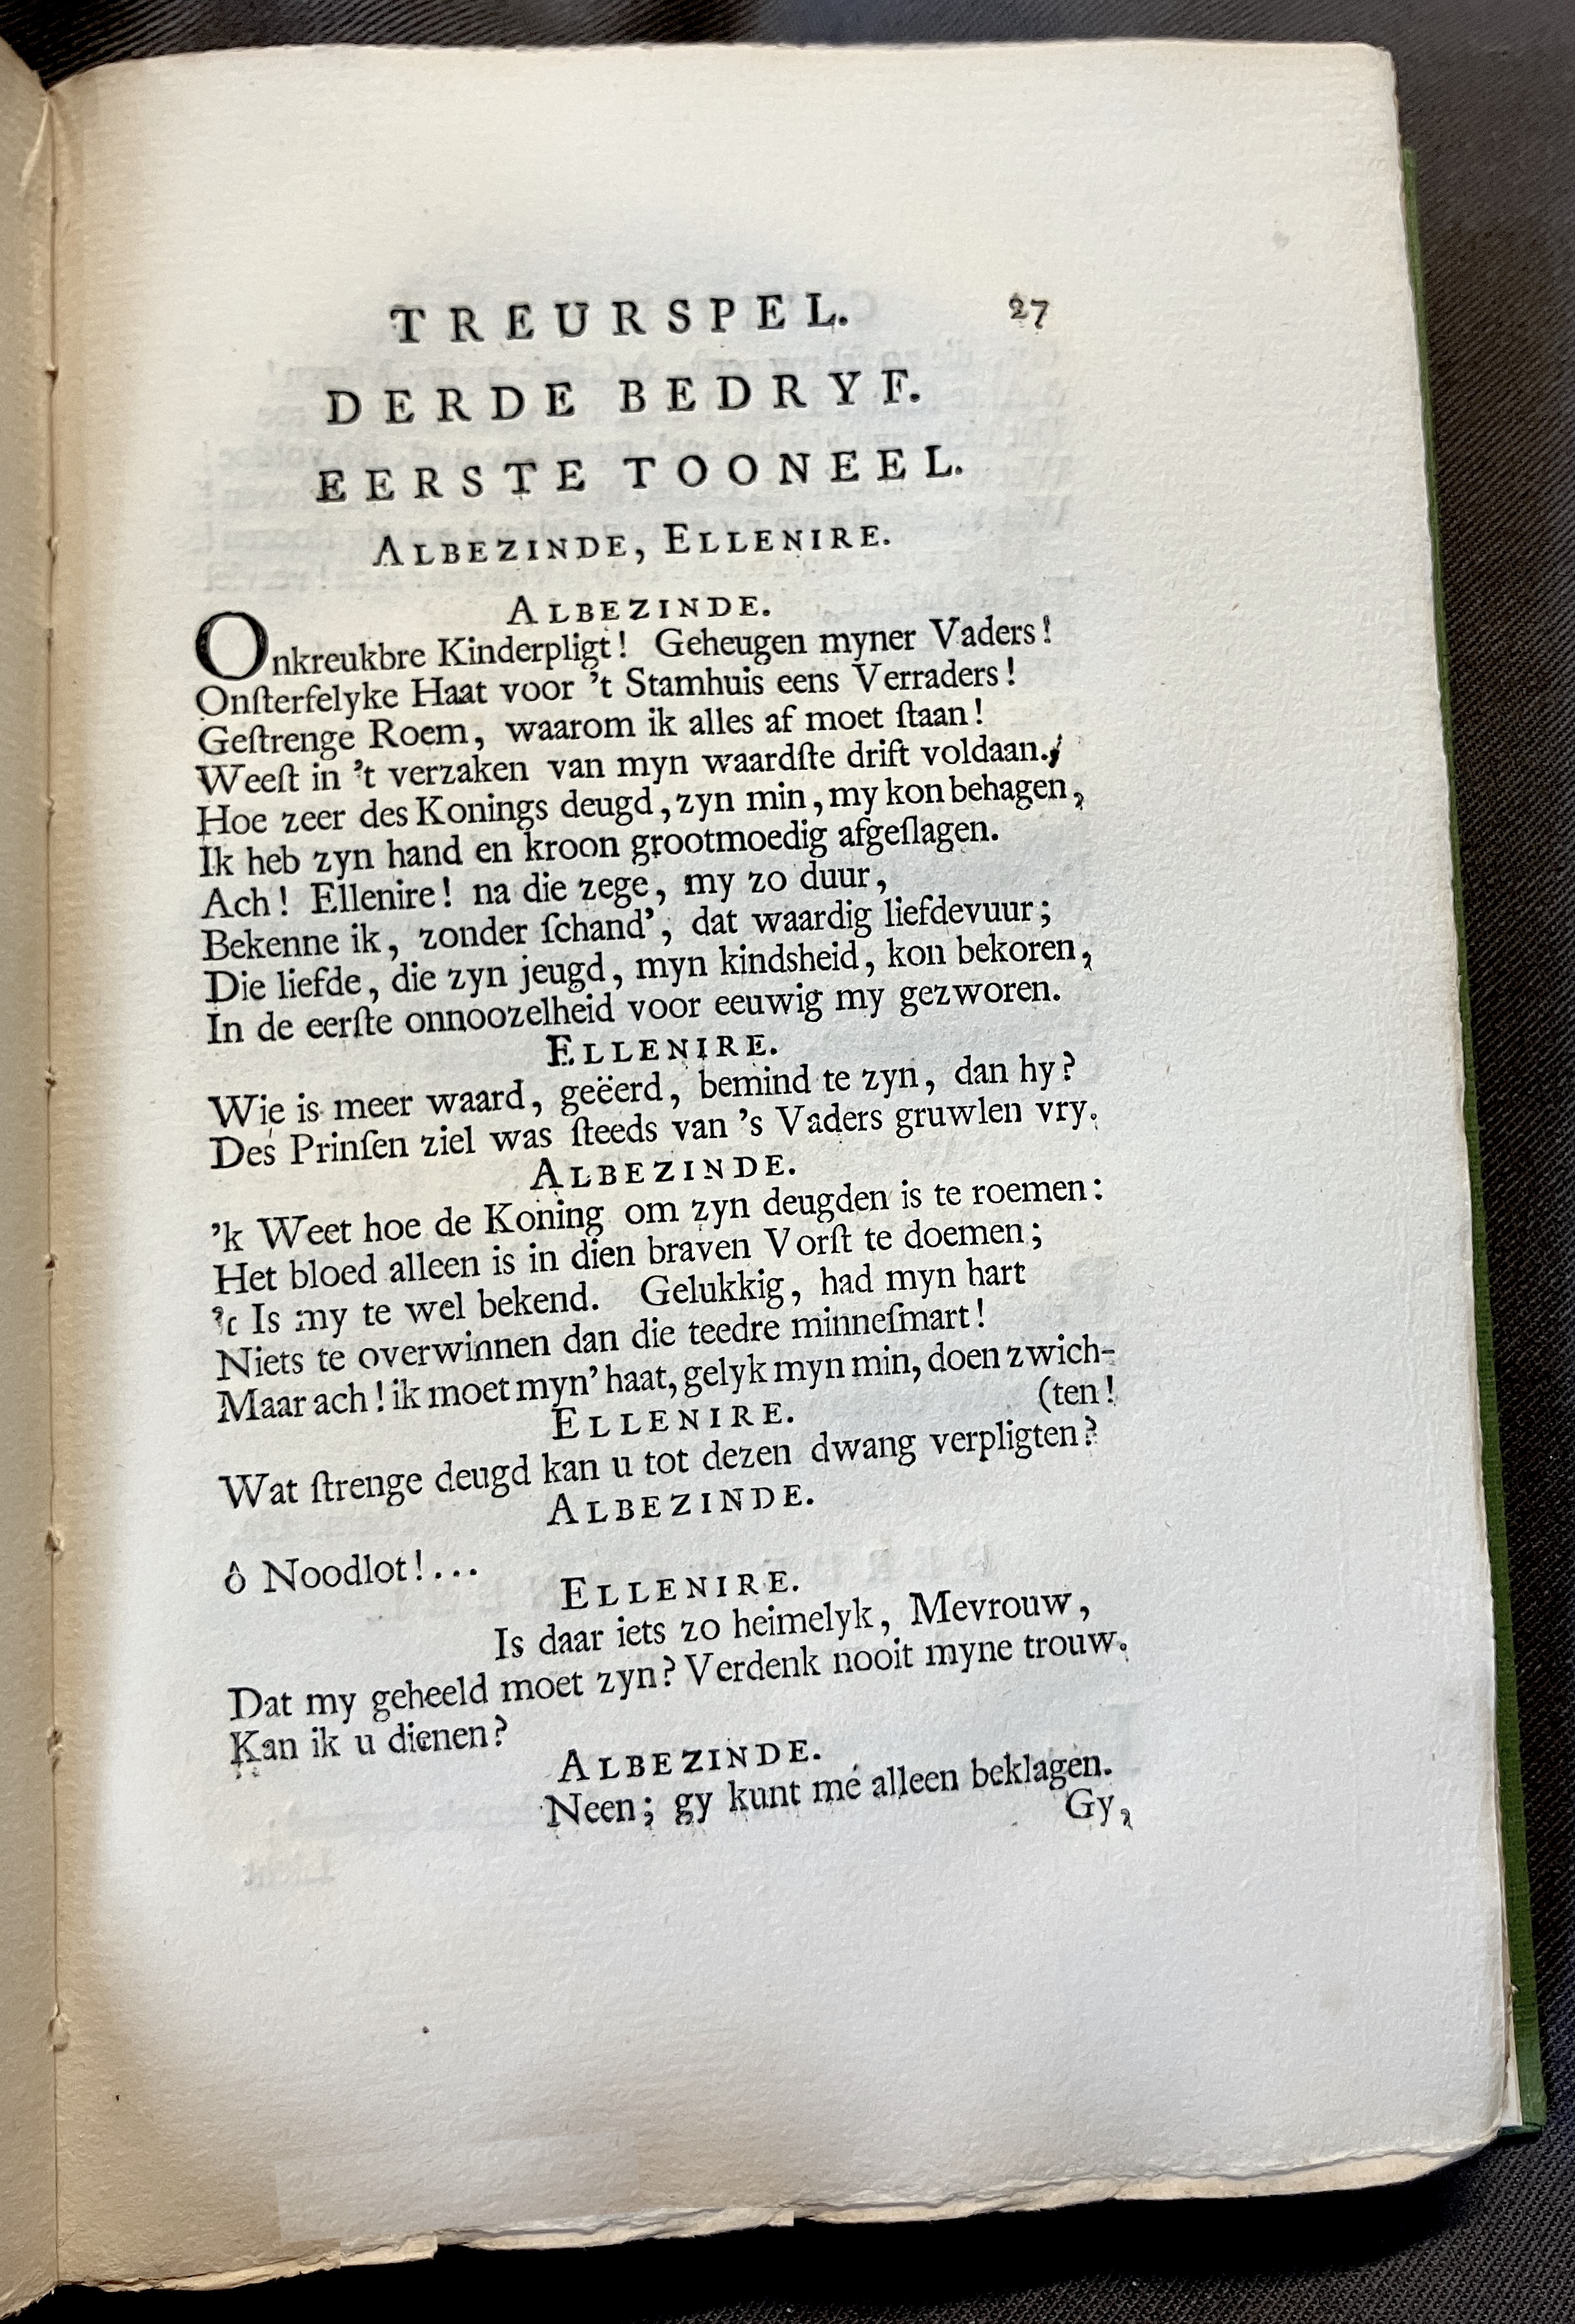 TREURSPEL. 27
DERDE BEDRYF.
EERSTE TOONEEL.
ALBEZINDE, ELLENIRE.
ALBEZINDE.
Onkreukbre Kinderpligt! Geheugen myner Vaders!
Onſterfelyke Haat voor 't Stamhuis eens Verraders!
Geſtrenge Roem, waarom ik alles af moet ſtaan!
Weeſt in 't verzaken van myn waardſte drift voldaan.
Hoe zeer des Konings deugd, zyn min, my kon behagen,
Ik heb zyn hand en kroon grootmoedig afgeſlagen.
Ach! Ellenire! na die zege, my zo duur,
Bekenne ik, zonder ſchand', dat waardig liefdevuur;
Die liefde, die zyn jeugd, myn kindsheid, kon bekoren,
In de eerſte onnoozelheid voor eeuwig my gezworen.
ELLENIRE.
Wie is meer waard, geëerd, bemind te zyn, dan hy?
Des Prinſen ziel was ſteeds van 's Vaders gruwlen vry.
ALBEZINDE.
'k Weet hoe de Koning om zyn deugden is te roemen:
Het bloed alleen is in dien braven Vorſt te doemen;
't Is my te wel bekend. Gelukkig, had myn hart
Niets te overwinnen dan die teedre minneſmart!
Maar ach! ik moet myn' haat, gelyk myn min, doen zwich-
(ten!
ELLENIRE.
Wat ſtrenge deugd kan u tot dezen dwang verpligten?
ALBEZINDE.
ô Noodlot!...
ELLENIRE.
Is daar iets zo heimelyk, Mevrouw,
Dat my geheeld moet zyn? Verdenk nooit myne trouw.
Kan ik u dienen?
ALBEZINDE.
Neen; gy kunt mé alleen beklagen.
Gy,